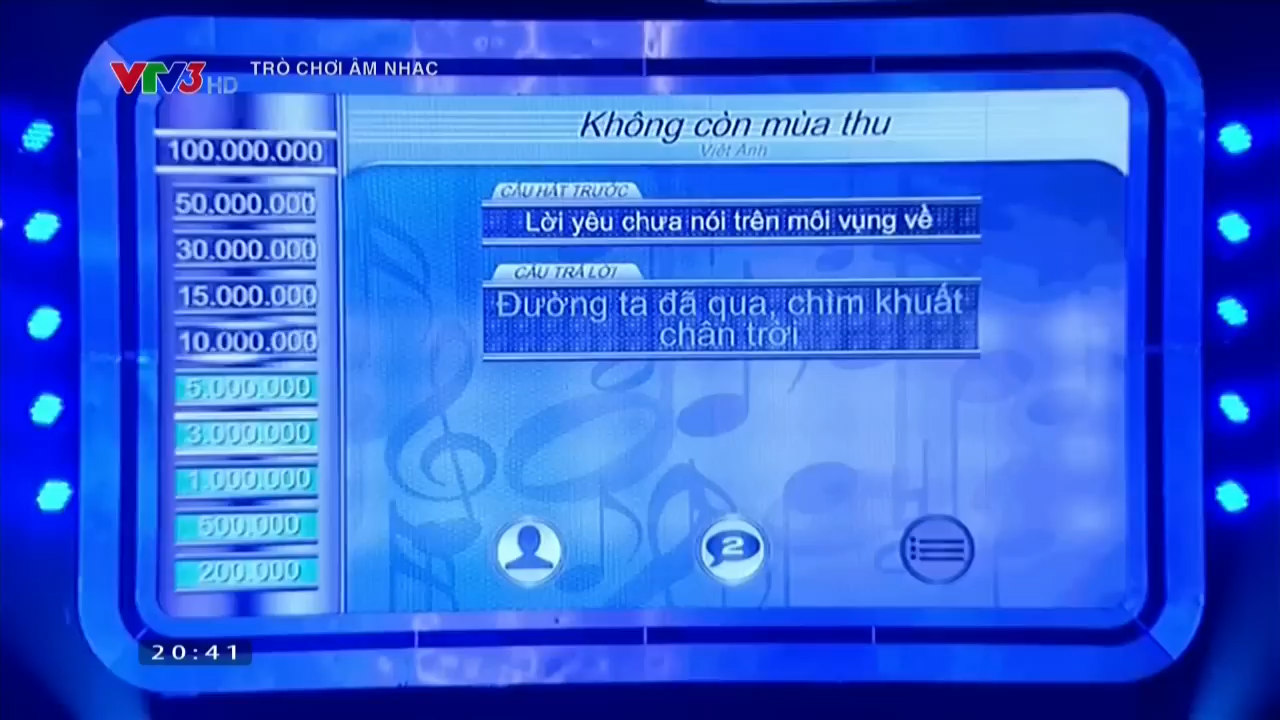 VTV3 HD
TRÒ CHƠI ÂM NHẠC
Không còn mùa thu
Việt Anh
100.000.000
50.000.000
30.000.000
15.000.000
10.000.000
5.000.000
3.000.000
1.000.000
500.000
200.000
CÂU HÁT TRƯỚC
Lời yêu chưa nói trên môi vụng về
CÂU TRẢ LỜI
Đường ta đã qua, chìm khuất
chân trời
2
20:41